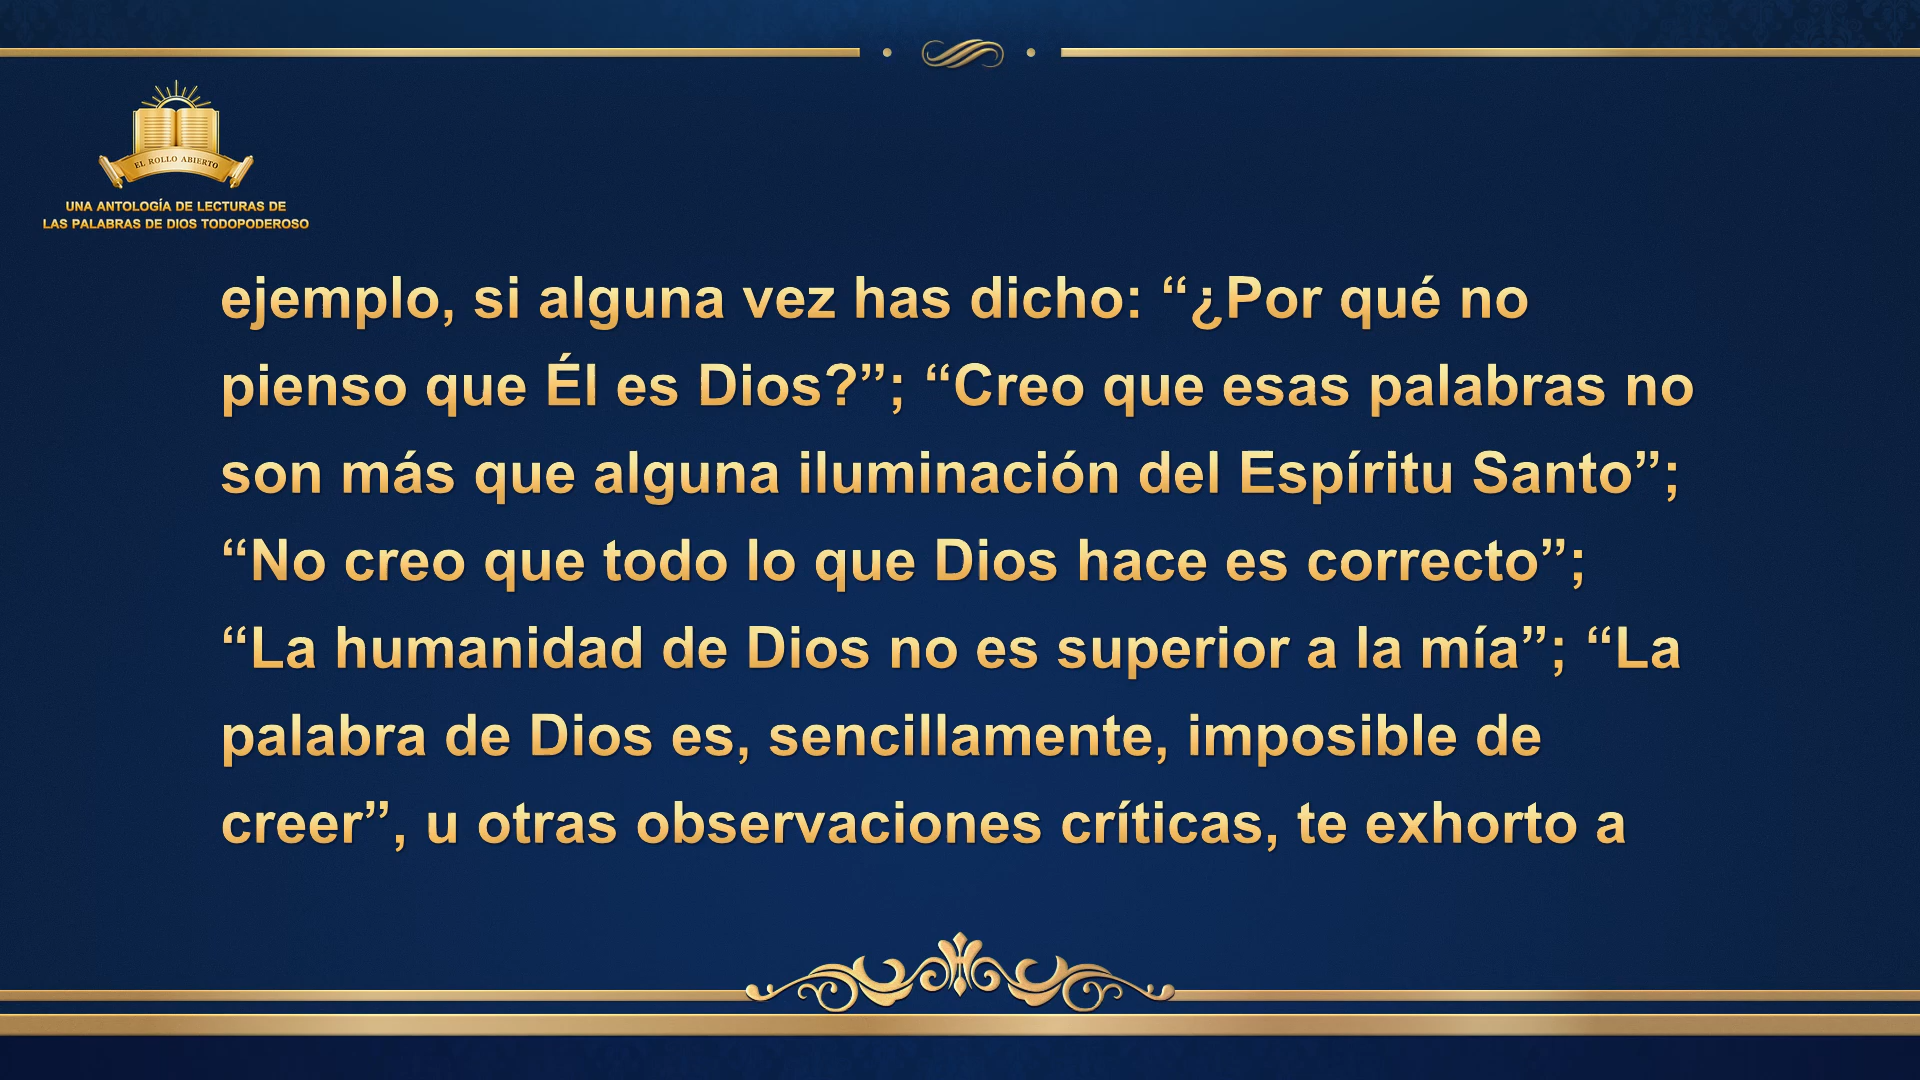 EL ROLLO ABIERTO
UNA ANTOLOGÍA DE LECTURAS DE
LAS PALABRAS DE DIOS TODOPODEROSO
ejemplo, si alguna vez has dicho: “¿Por qué no
pienso que Él es Dios?”; “Creo que esas palabras no
son más que alguna iluminación del Espíritu Santo”;
“No creo que todo lo que Dios hace es correcto”;
“La humanidad de Dios no es superior a la mía”; “La
palabra de Dios es, sencillamente, imposible de
creer”, u otras observaciones críticas, te exhorto a